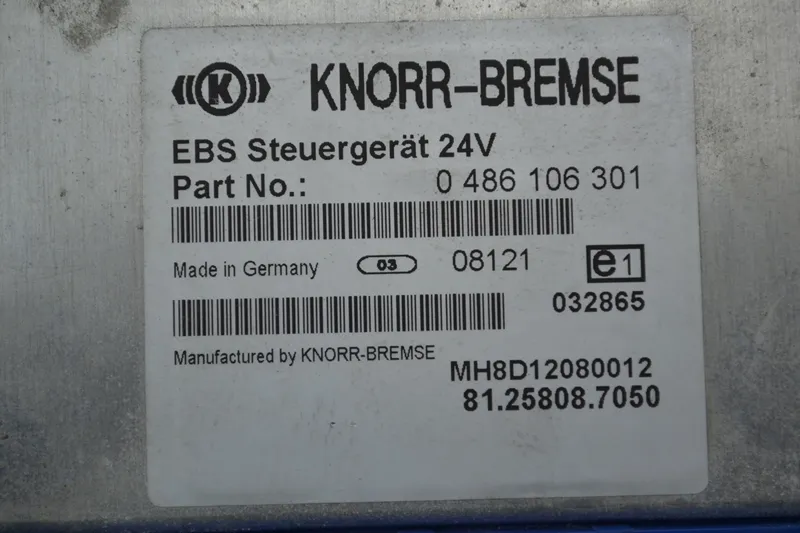 K KNORR-BREMSE
EBS Steuergerät 24V
Part No.: 0 486 106 301
Made in Germany 03 08121 e1
032865
Manufactured by KNORR-BREMSE
MH8D12080012
81.25808.7050